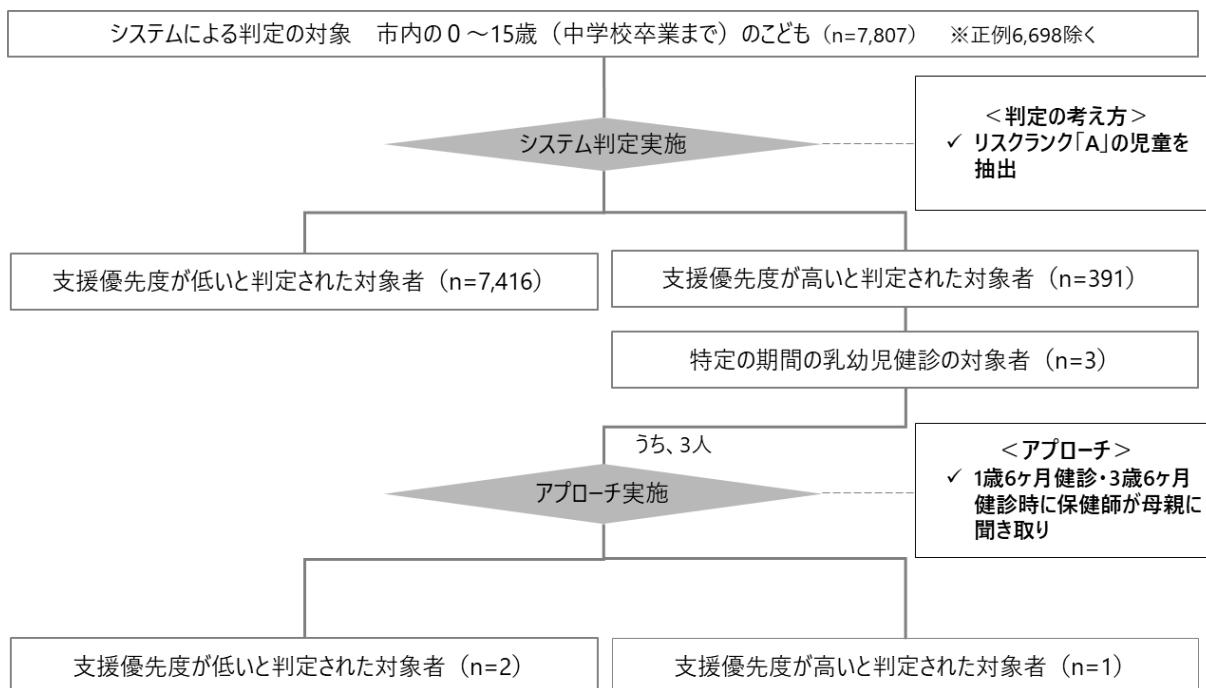 システムによる判定の対象　市内の０～15歳（中学校卒業まで）のこども（n=7,807）　※正例6,698除く
システム判定実施
＜判定の考え方＞
✓ リスクランク「A」の児童を
抽出
支援優先度が低いと判定された対象者（n=7,416）
支援優先度が高いと判定された対象者（n=391）
特定の期間の乳幼児健診の対象者（n=3）
うち、3人
アプローチ実施
＜アプローチ＞
✓ 1歳6ヶ月健診・3歳6ヶ月
健診時に保健師が母親に
聞き取り
支援優先度が低いと判定された対象者（n=2）
支援優先度が高いと判定された対象者（n=1）